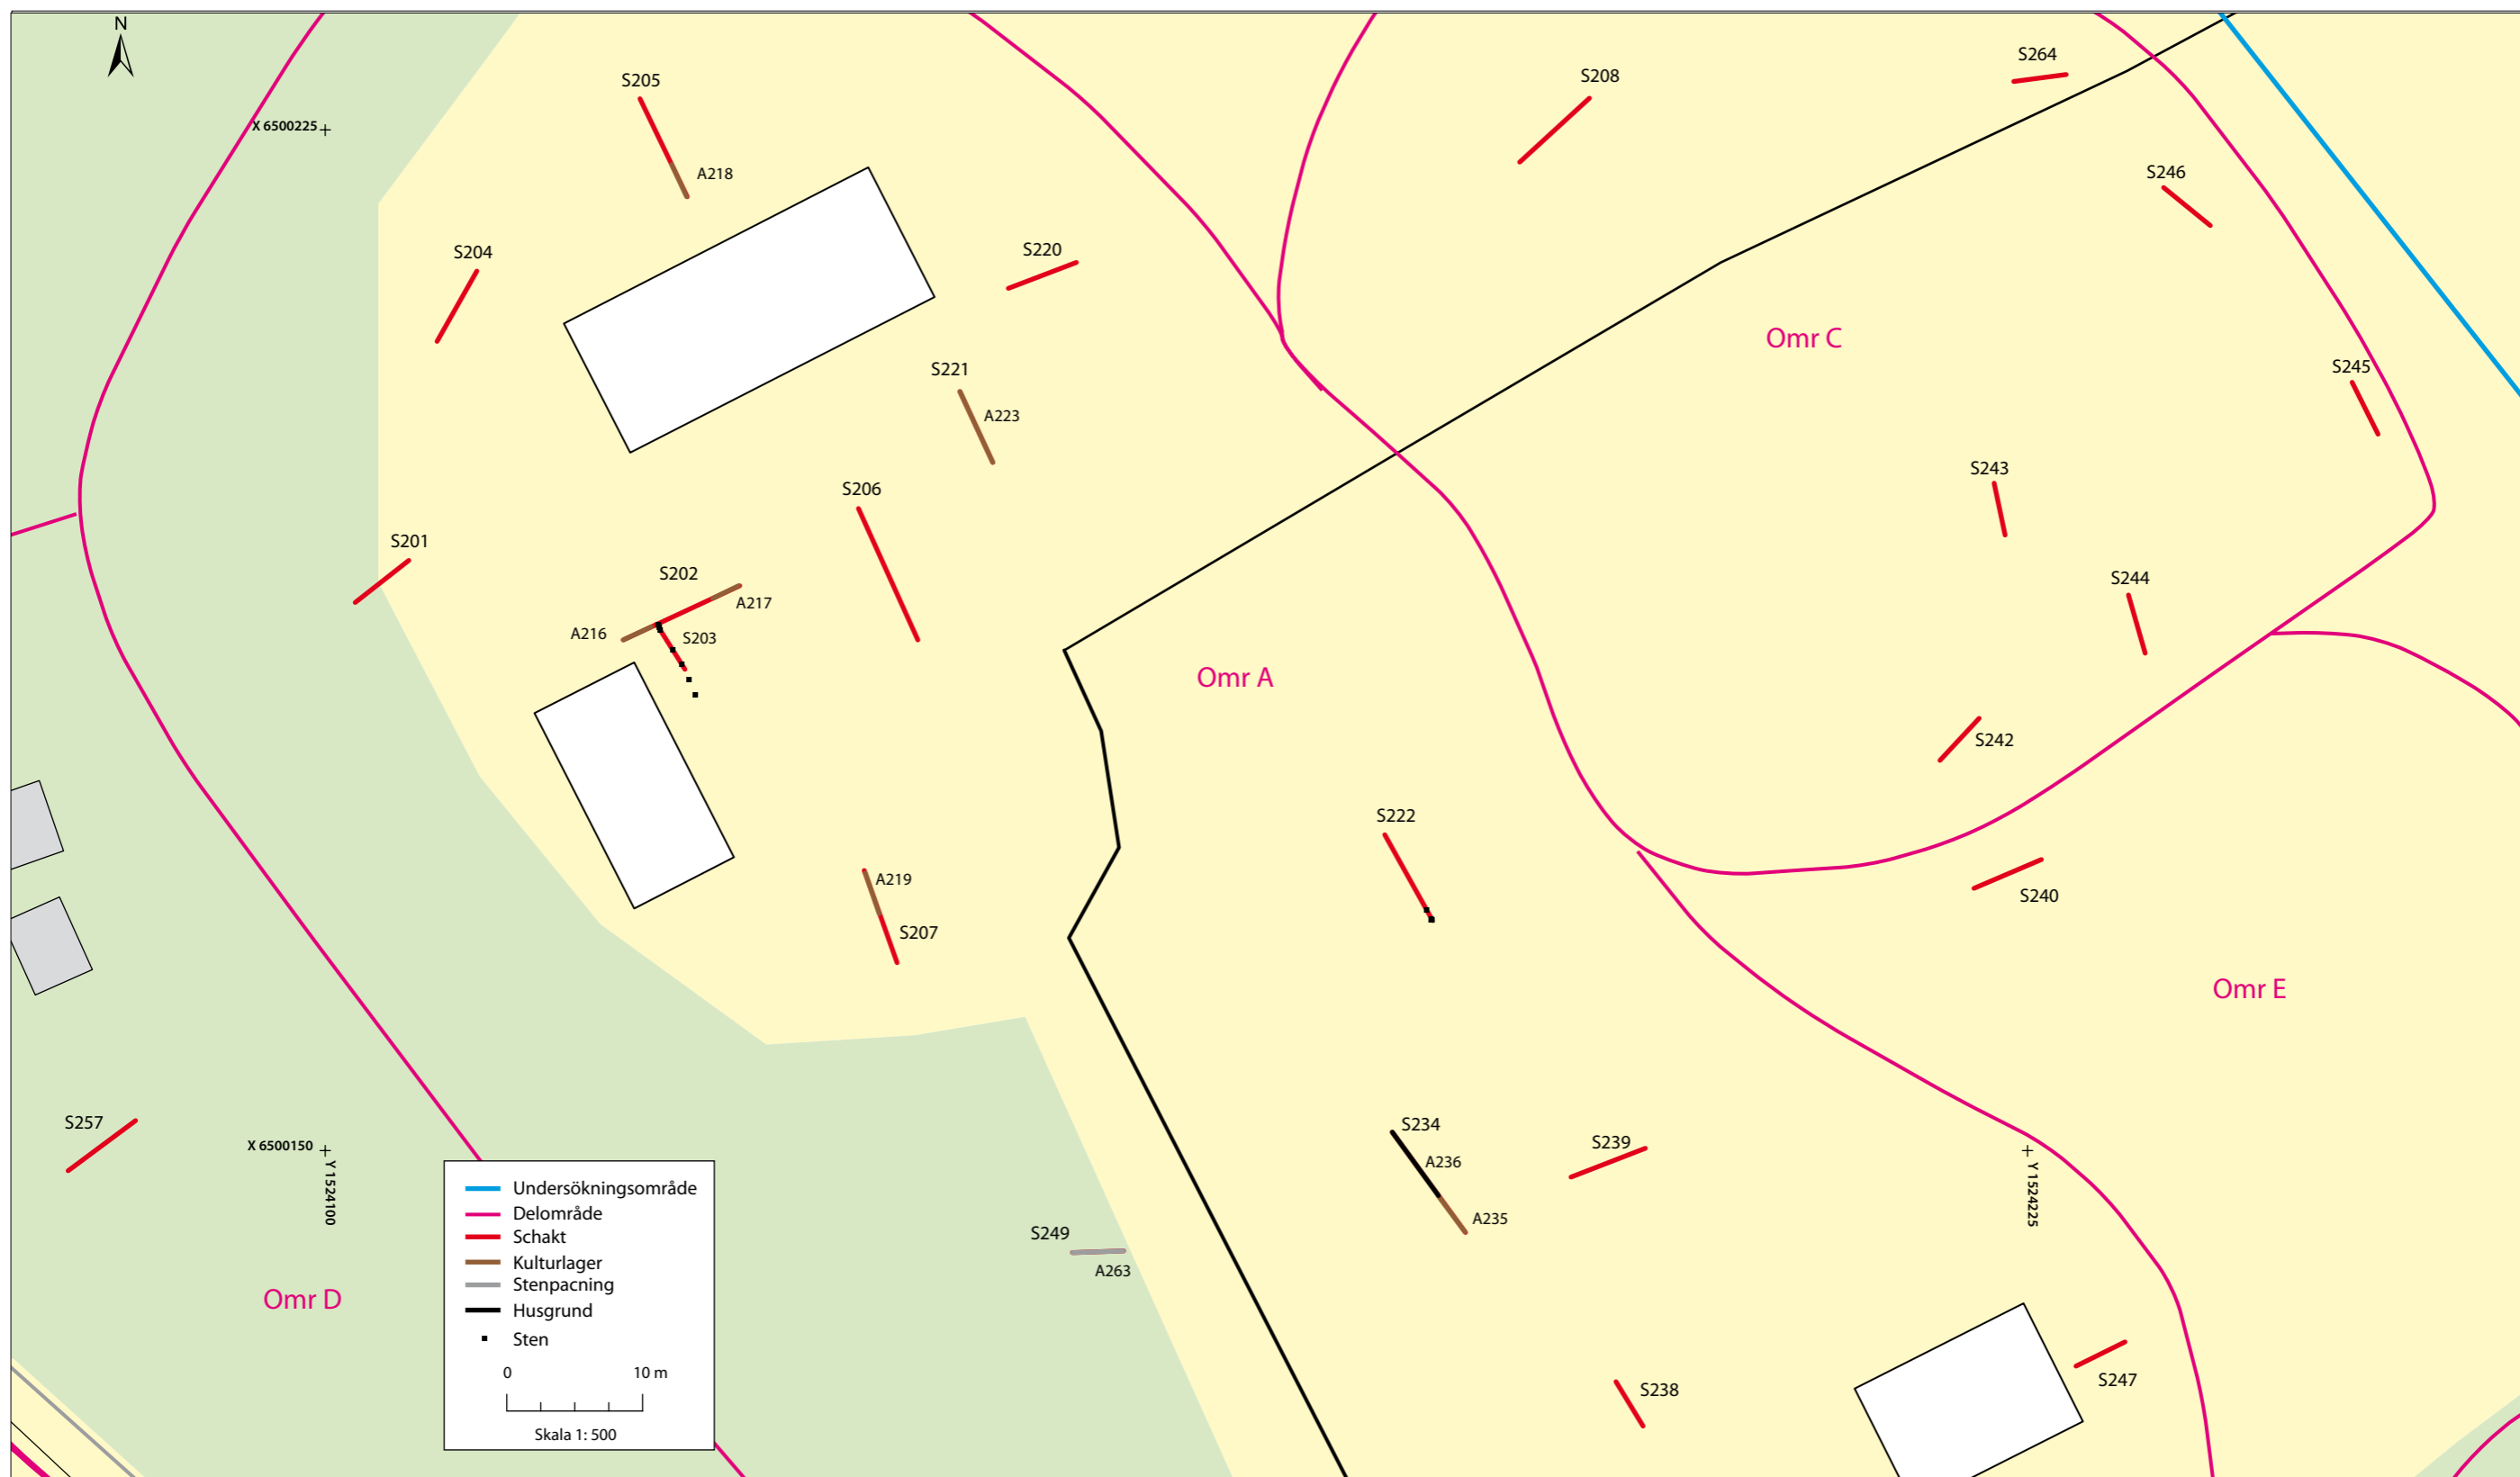 N
S205
S208
S264
X 6500225
A218
S246
S204
S220
Omr C
S221
S245
A223
S243
S206
S201
S202
S244
A217
A216
S203
Omr A
S242
S222
A219
S240
S207
Omr E
S257
S234
X 6500150
S239
A236
Y 1524100
Y 1524225
A235
S249
A263
Omr D
Undersökningsområde
Delområde
Schakt
Kulturlager
Stenpacning
Husgrund
Sten
0 10 m
Skala 1: 500
S247
S238